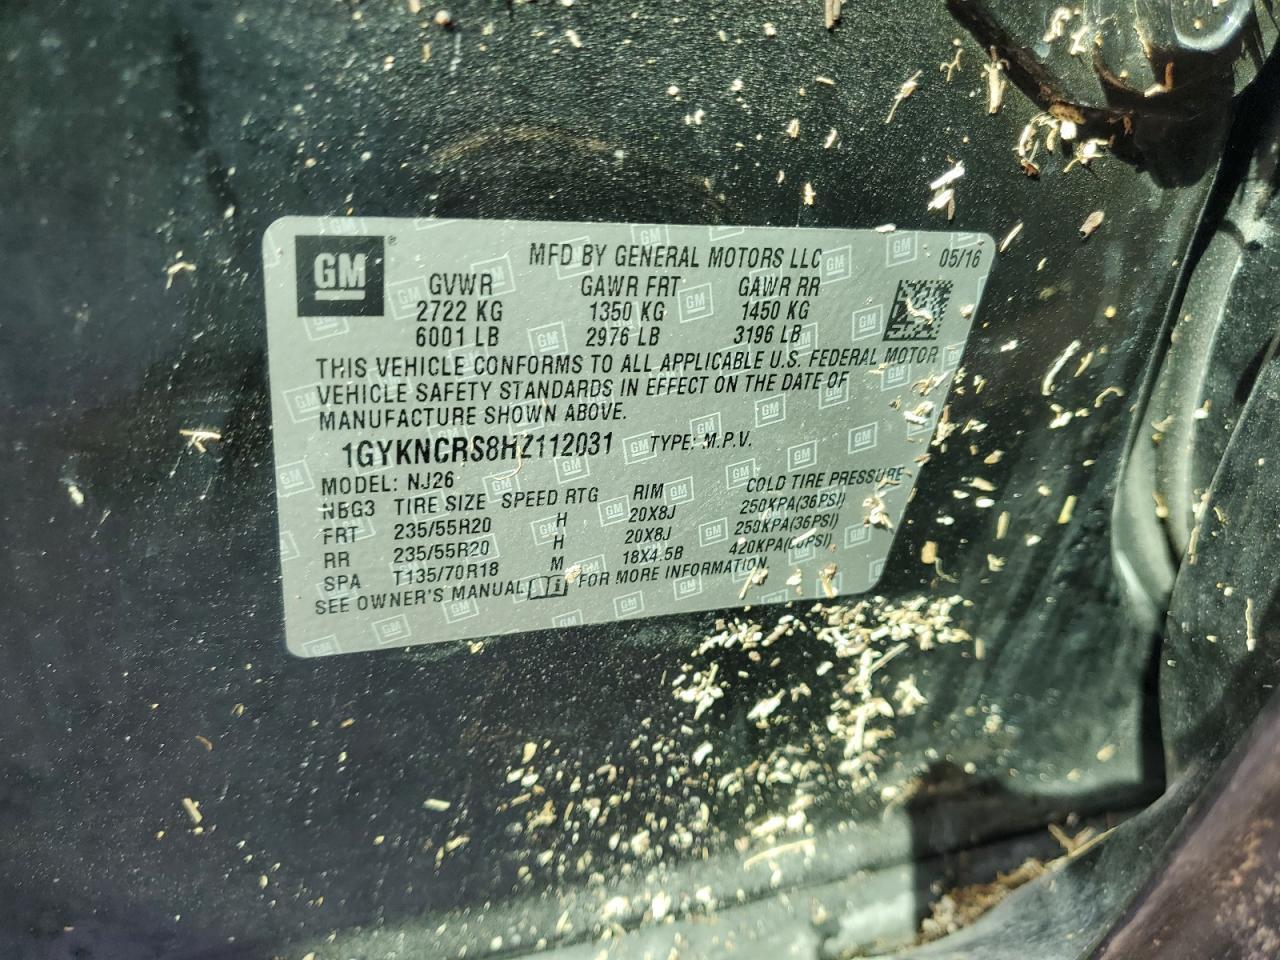 GM ® MFD BY GENERAL MOTORS LLC 05/16
GVWR GAWR FRT GAWR RR
2722 KG 1350 KG 1450 KG
6001 LB 2976 LB 3196 LB
THIS VEHICLE CONFORMS TO ALL APPLICABLE U.S. FEDERAL MOTOR
VEHICLE SAFETY STANDARDS IN EFFECT ON THE DATE OF
MANUFACTURE SHOWN ABOVE.
1GYKNCRS8HZ112031 TYPE: M.P.V.
MODEL: NJ26
TIRE SIZE SPEED RTG RIM COLD TIRE PRESSURE
FRT 235/55R20 H 20X8J 250KPA(36PSI)
RR 235/55R20 H 20X8J 250KPA(36PSI)
SPA T135/70R18 M 18X4.5B 420KPA(60PSI)
SEE OWNER'S MANUAL i FOR MORE INFORMATION.